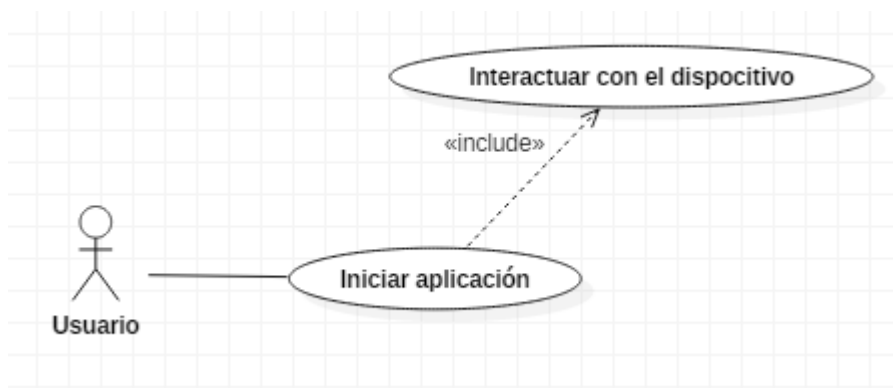 Interactuar con el dispocitivo
«include»
Iniciar aplicación
Usuario